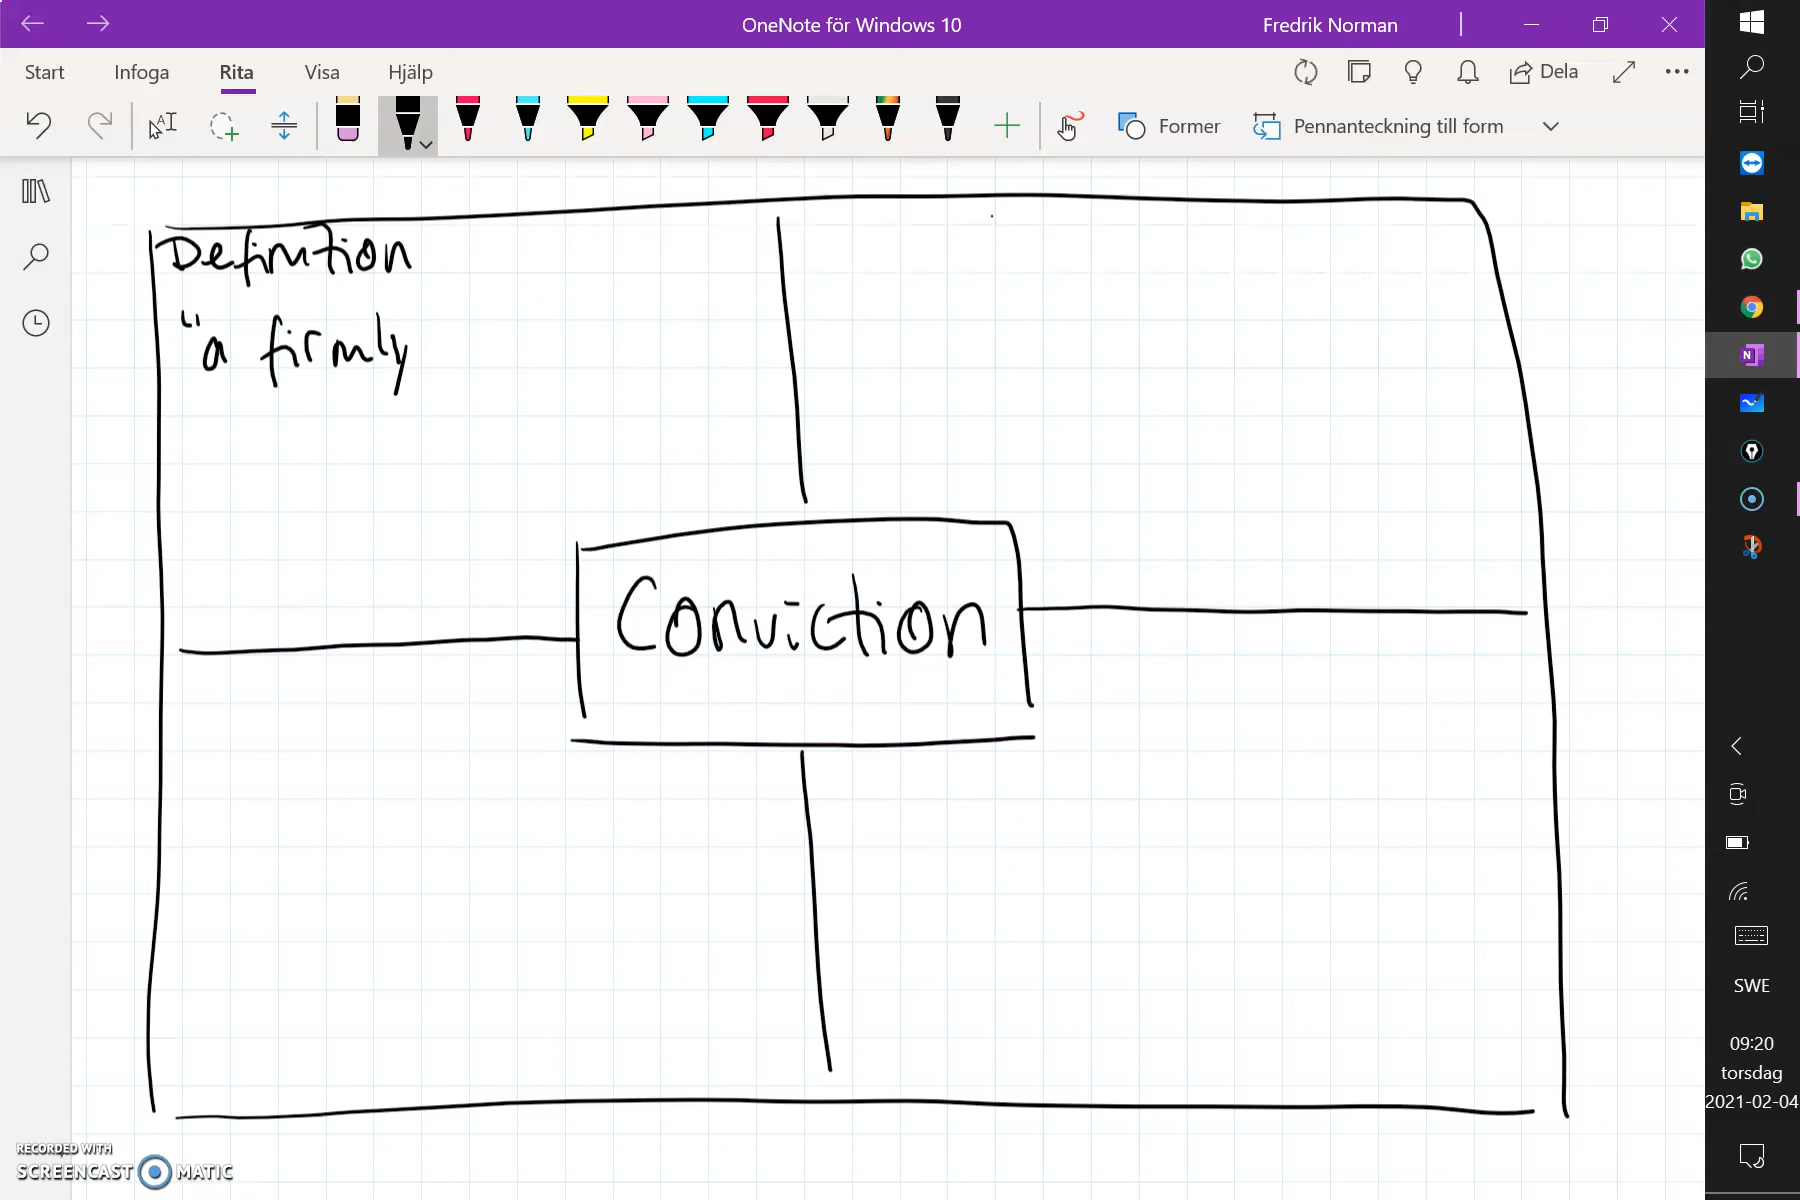 OneNote för Windows 10
Fredrik Norman
Start Infoga Rita Visa Hjälp
Dela
Former
Pennanteckning till form
Definition
"a firmly
Conviction
SWE
09:20
torsdag
2021-02-04
RECORDED WITH
SCREENCAST MATIC